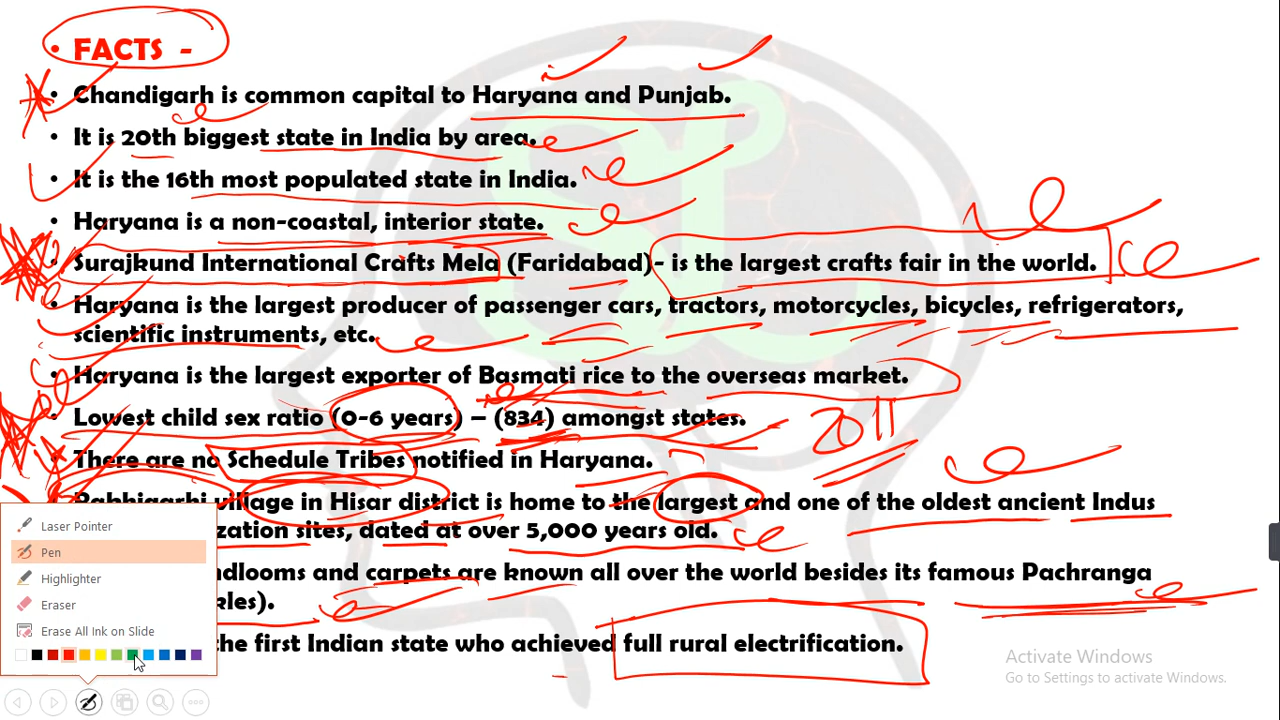 • FACTS -
• Chandigarh is common capital to Haryana and Punjab.
• It is 20th biggest state in India by area.
• It is the 16th most populated state in India.
• Haryana is a non-coastal, interior state.
• Surajkund International Crafts Mela (Faridabad)- is the largest crafts fair in the world.
• Haryana is the largest producer of passenger cars, tractors, motorcycles, bicycles, refrigerators,
scientific instruments, etc.
• Haryana is the largest exporter of Basmati rice to the overseas market.
• Lowest child sex ratio (0-6 years) – (834) amongst states.
2011
• There are no Schedule Tribes notified in Haryana.
Rakhigarhi village in Hisar district is home to the largest and one of the oldest ancient Indus
zation sites, dated at over 5,000 years old.
ndlooms and carpets are known all over the world besides its famous Pachranga
kles).
the first Indian state who achieved full rural electrification.
Laser Pointer
Pen
Highlighter
Eraser
Erase All Ink on Slide
Activate Windows
Go to Settings to activate Windows.